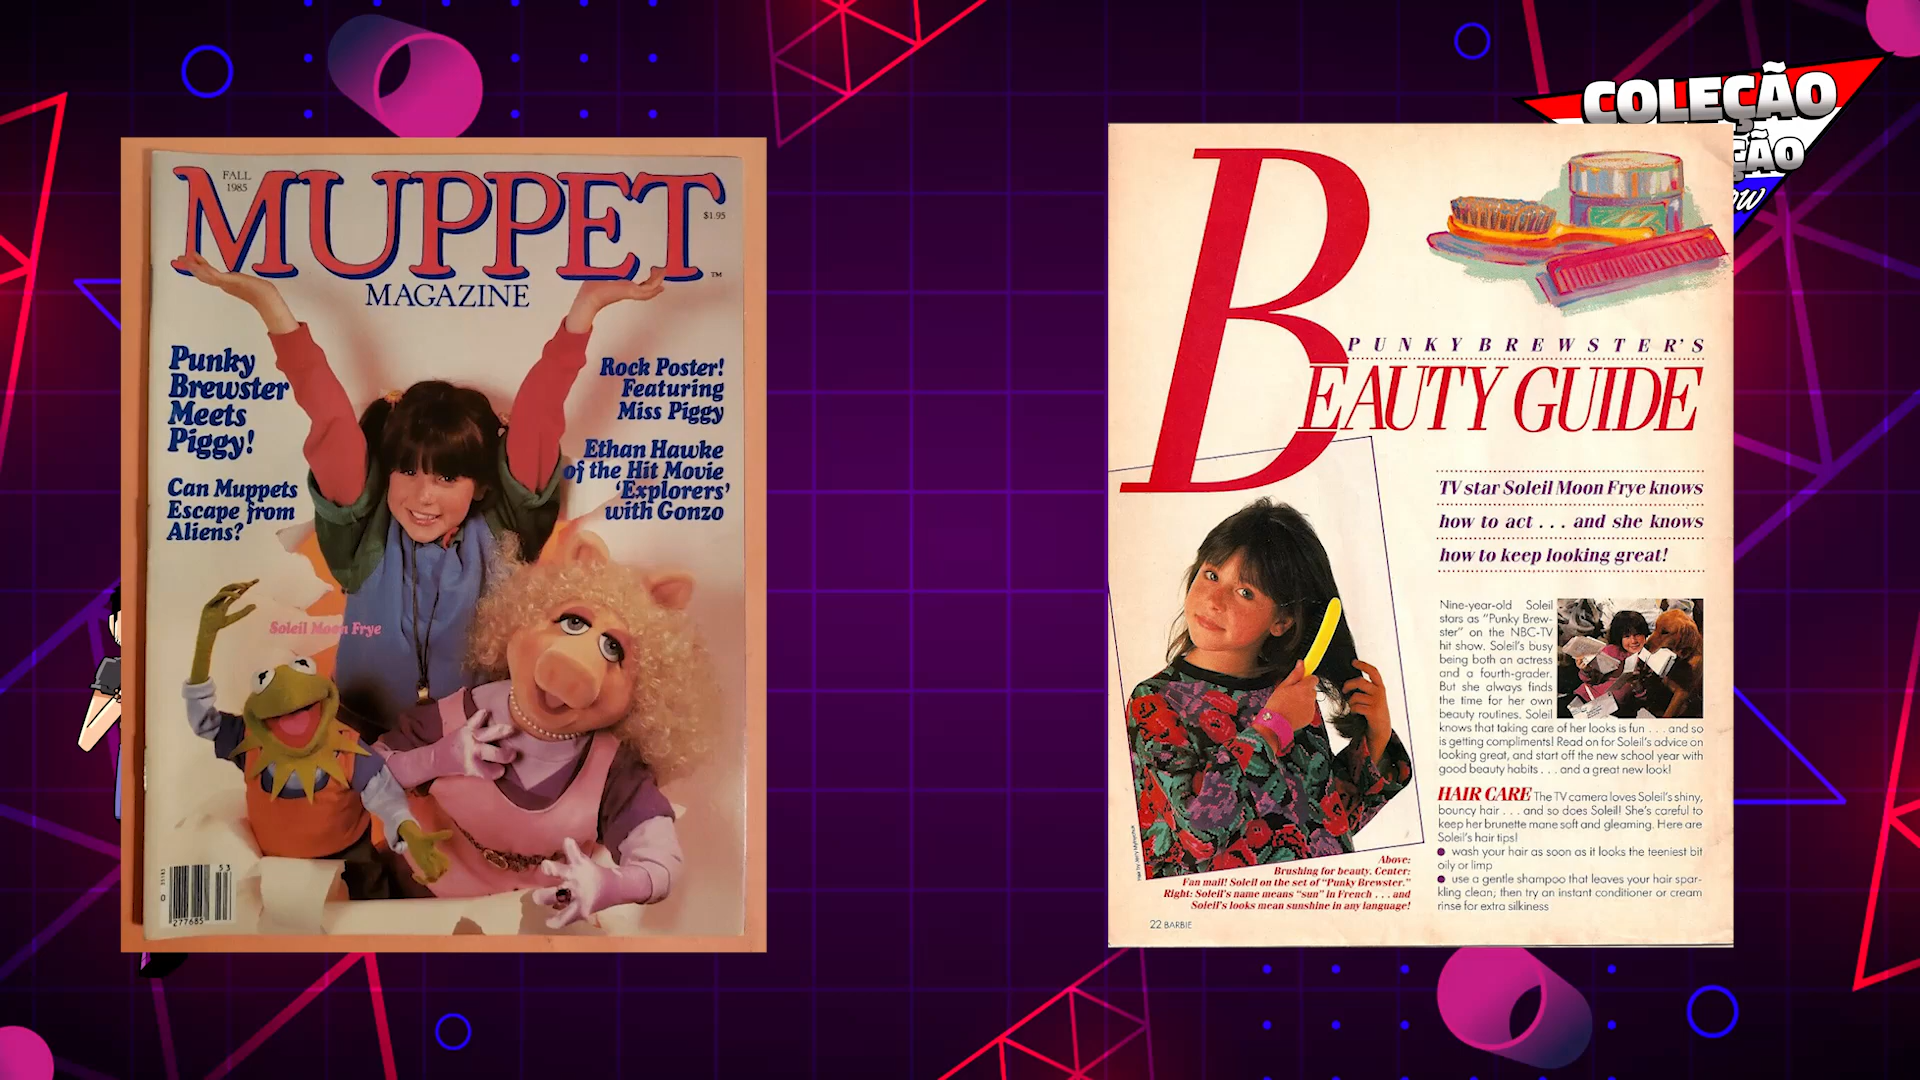 FALL
1985
MUPPET
$1.95
TM
MAGAZINE
Punky
Brewster
Meets
Piggy!
Can Muppets
Escape from
Aliens?
Rock Poster!
Featuring
Miss Piggy
Ethan Hawke
of the Hit Movie
'Explorers'
with Gonzo
Soleil Moon Frye
53
0
277685
COLEÇÃO
ÇÃO
ow
PUNKY BREWSTER'S
BEAUTY GUIDE
TV star Soleil Moon Frye knows
how to act . . . and she knows
how to keep looking great!
Nine-year-old Soleil
stars as "Punky Brew-
ster" on the NBC-TV
hit show. Soleil's busy
being both an actress
and a fourth-grader.
But she always finds
the time for her own
beauty routines. Soleil
knows that taking care of her looks is fun . . . and so
is getting compliments! Read on for Soleil's advice on
looking great, and start off the new school year with
good beauty habits . . . and a great new look!
HAIR CARE The TV camera loves Soleil's shiny,
bouncy hair . . . and so does Soleil! She's careful to
keep her brunette mane soft and gleaming. Here are
Soleil's hair tips!
● wash your hair as soon as it looks the teeniest bit
oily or limp
● use a gentle shampoo that leaves your hair spar-
kling clean; then try an instant conditioner or cream
rinse for extra silkiness
Above:
Brushing for beauty. Center:
Fan mail! Soleil on the set of "Punky Brewster."
Right: Soleil's name means "sun" in French . . . and
Soleil's looks mean sunshine in any language!
22 BARBIE